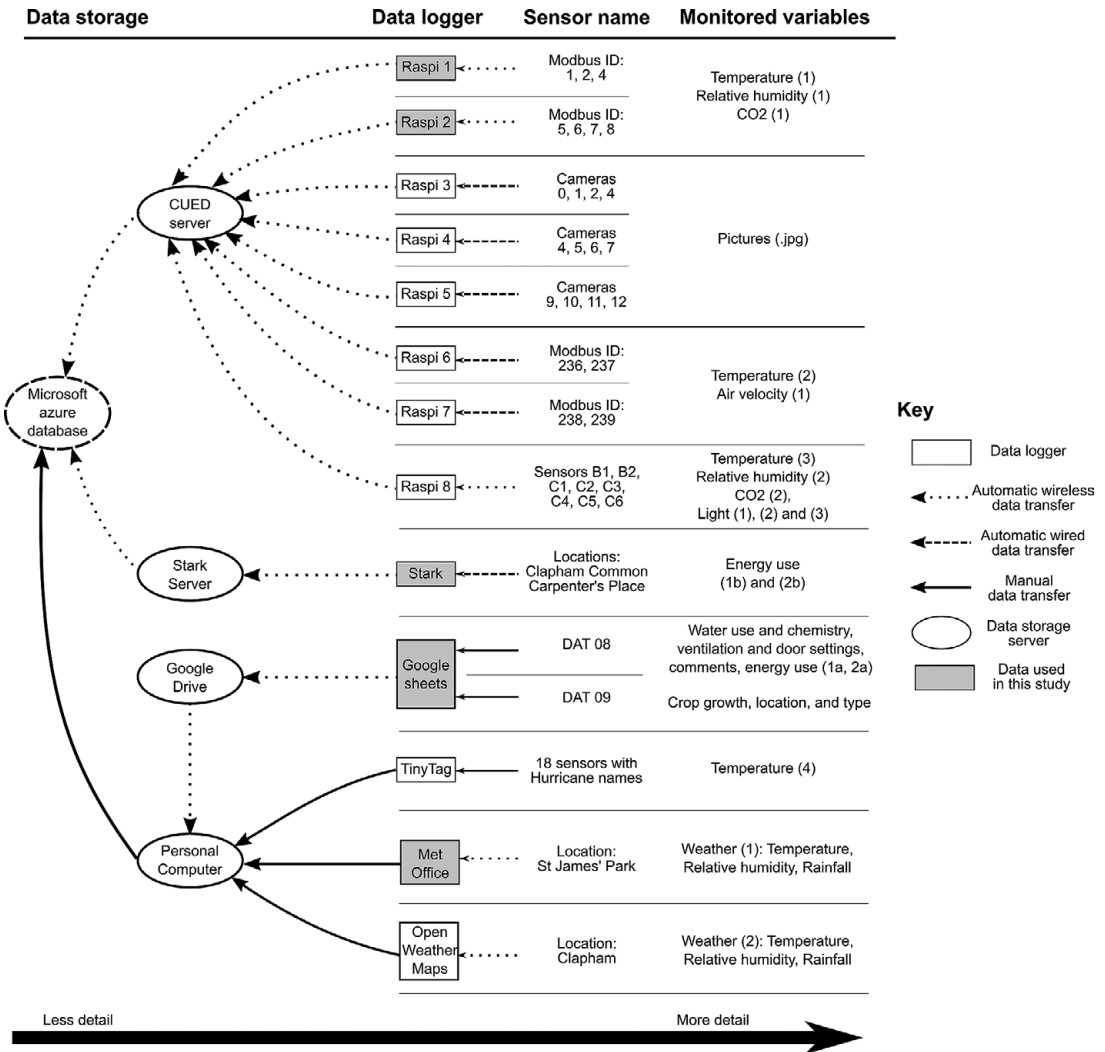 Data storage
Data logger
Sensor name
Monitored variables
Raspi 1
Modbus ID:
1, 2, 4
Temperature (1)
Relative humidity (1)
CO2 (1)
Raspi 2
Modbus ID:
5, 6, 7, 8
CUED
server
Raspi 3
Cameras
0, 1, 2, 4
Raspi 4
Cameras
4, 5, 6, 7
Pictures (.jpg)
Raspi 5
Cameras
9, 10, 11, 12
Raspi 6
Modbus ID:
236, 237
Temperature (2)
Air velocity (1)
Raspi 7
Modbus ID:
238, 239
Microsoft
azure
database
Raspi 8
Sensors B1, B2,
C1, C2, C3,
C4, C5, C6
Temperature (3)
Relative humidity (2)
CO2 (2),
Light (1), (2) and (3)
Stark
Server
Stark
Locations:
Clapham Common
Carpenter's Place
Energy use
(1b) and (2b)
Google
Drive
Google
sheets
DAT 08
Water use and chemistry,
ventilation and door settings,
comments, energy use (1a, 2a)
DAT 09
Crop growth, location, and type
TinyTag
18 sensors with
Hurricane names
Temperature (4)
Personal
Computer
Met
Office
Location:
St James' Park
Weather (1): Temperature,
Relative humidity, Rainfall
Open
Weather
Maps
Location:
Clapham
Weather (2): Temperature,
Relative humidity, Rainfall
Key
Data logger
Automatic wireless
data transfer
Automatic wired
data transfer
Manual
data transfer
Data storage
server
Data used
in this study
Less detail
More detail